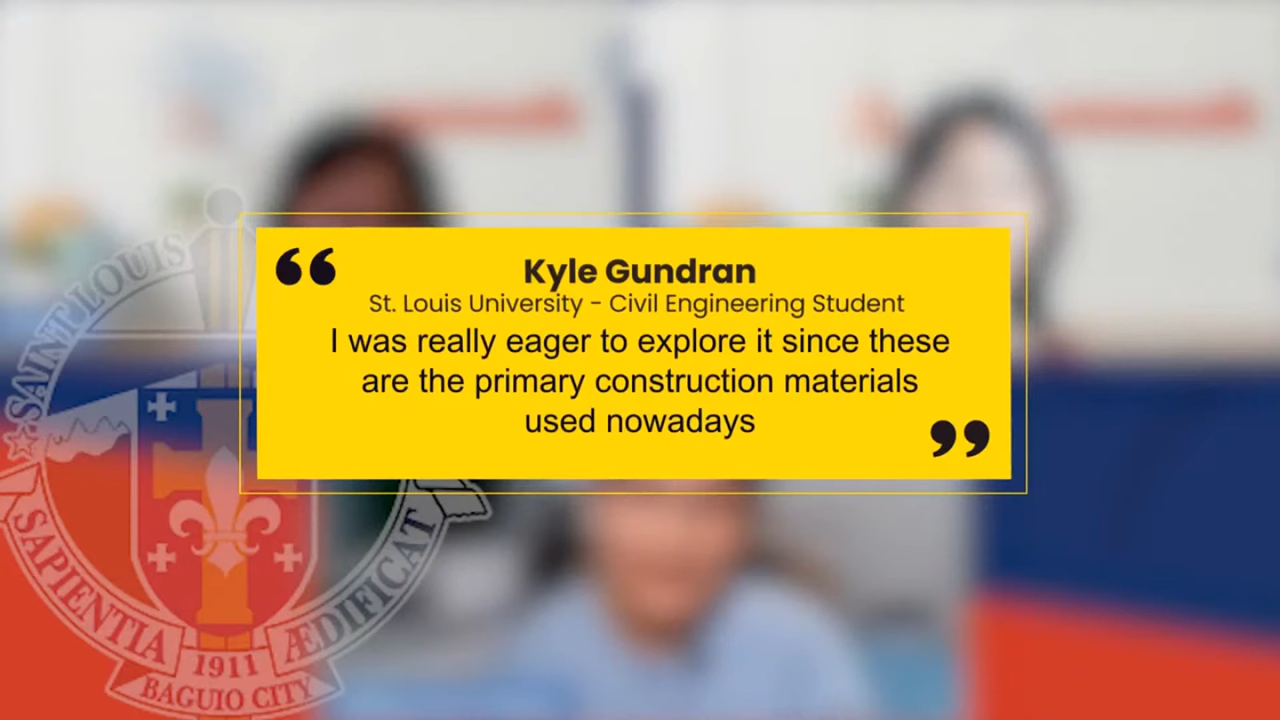 “
Kyle Gundran
St. Louis University - Civil Engineering Student
I was really eager to explore it since these
are the primary construction materials
used nowadays
”
SAINT LOUIS
SAPIENTIA
ÆDIFICAT
1911
BAGUIO CITY